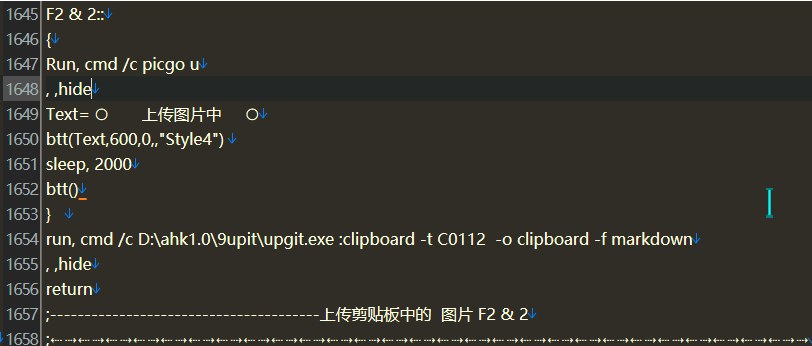 1645 F2 & 2::↓
1646 {↓
1647 Run, cmd /c picgo u↓
1648 , ,hide↓
1649 Text= ○ 上传图片中 ○↓
1650 btt(Text,600,0,,"Style4") ↓
1651 sleep, 2000↓
1652 btt()↓
1653 } ↓
1654 run, cmd /c D:\ahk1.0\9upit\upgit.exe :clipboard -t C0112 -o clipboard -f markdown↓
1655 , ,hide↓
1656 return↓
1657 ;---------------------------------------上传剪贴板中的 图片 F2 & 2↓
1658 ;